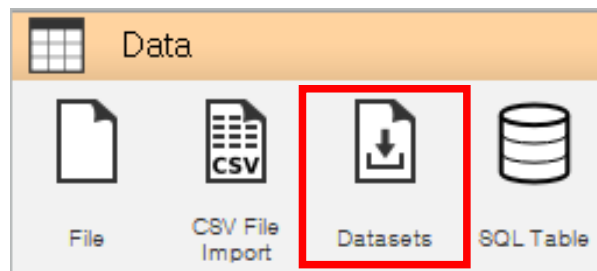 Data
CSV
File
CSV File
Import
Datasets
SQL Table